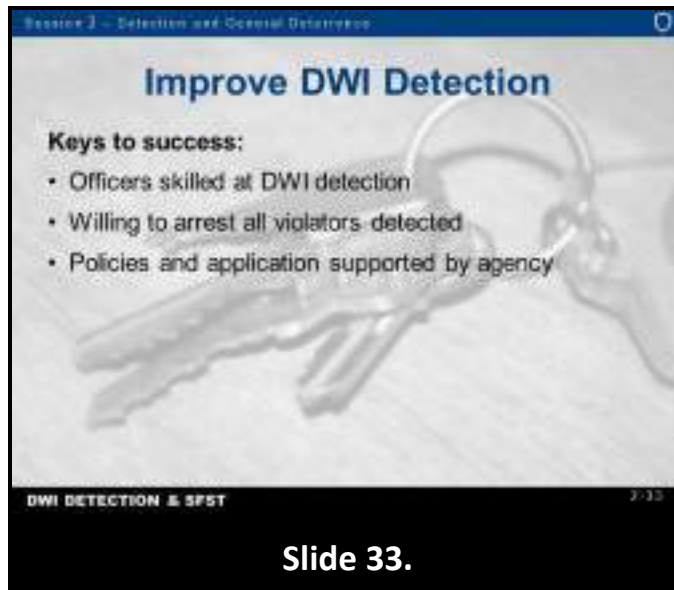 Session 2 – Detection and General Deterrence
Improve DWI Detection
Keys to success:
• Officers skilled at DWI detection
• Willing to arrest all violators detected
• Policies and application supported by agency
DWI DETECTION & SFST
2-33
Slide 33.